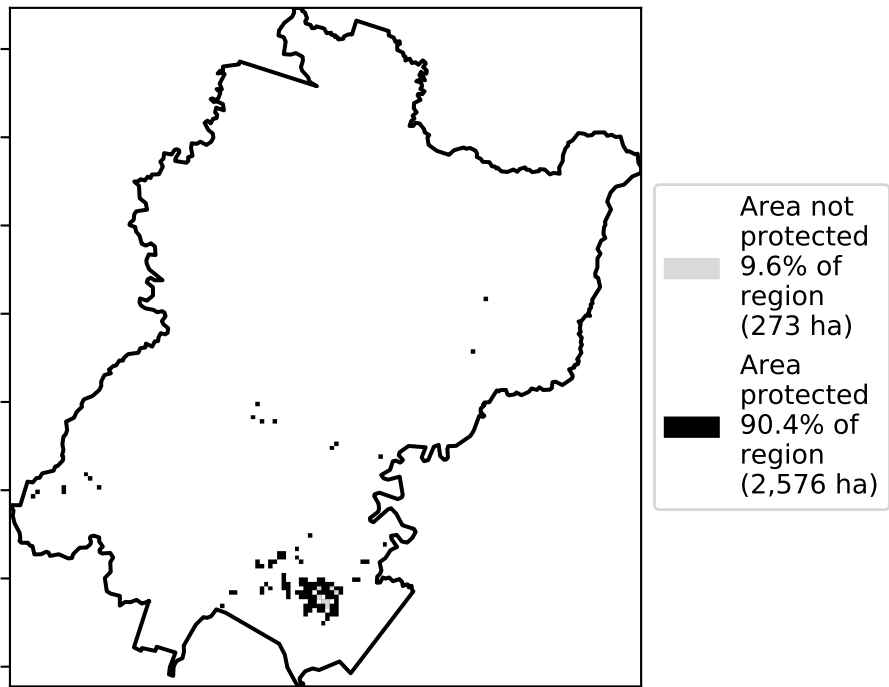 Area not
protected
9.6% of
region
(273 ha)
Area
protected
90.4% of
region
(2,576 ha)